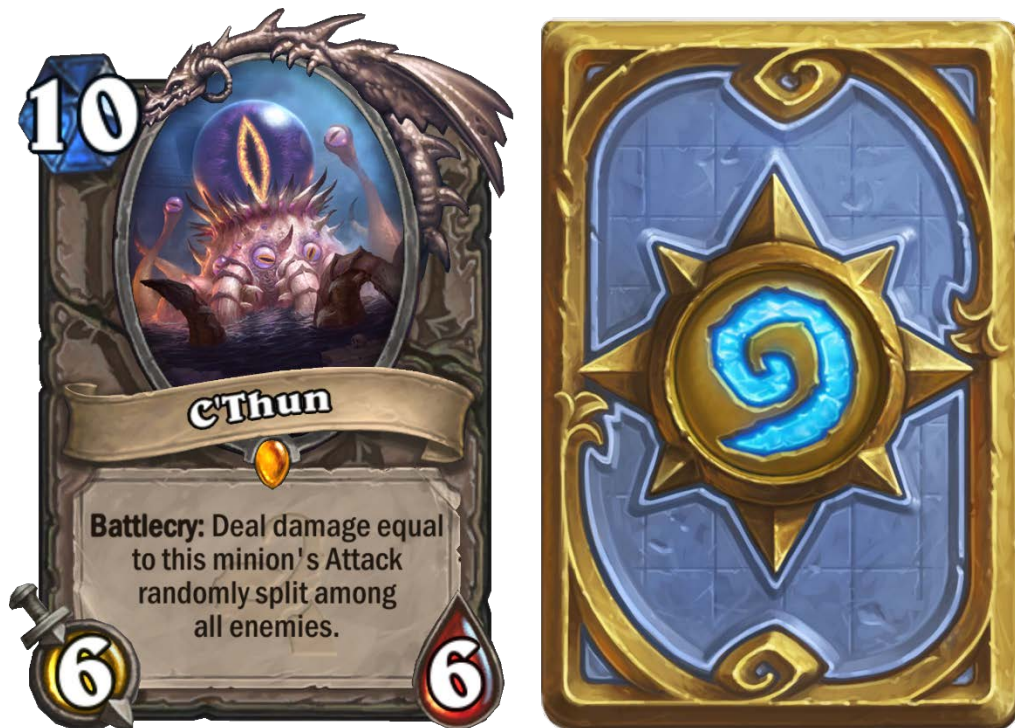 10
C'Thun
Battlecry: Deal damage equal
to this minion's Attack
randomly split among
all enemies.
6
6